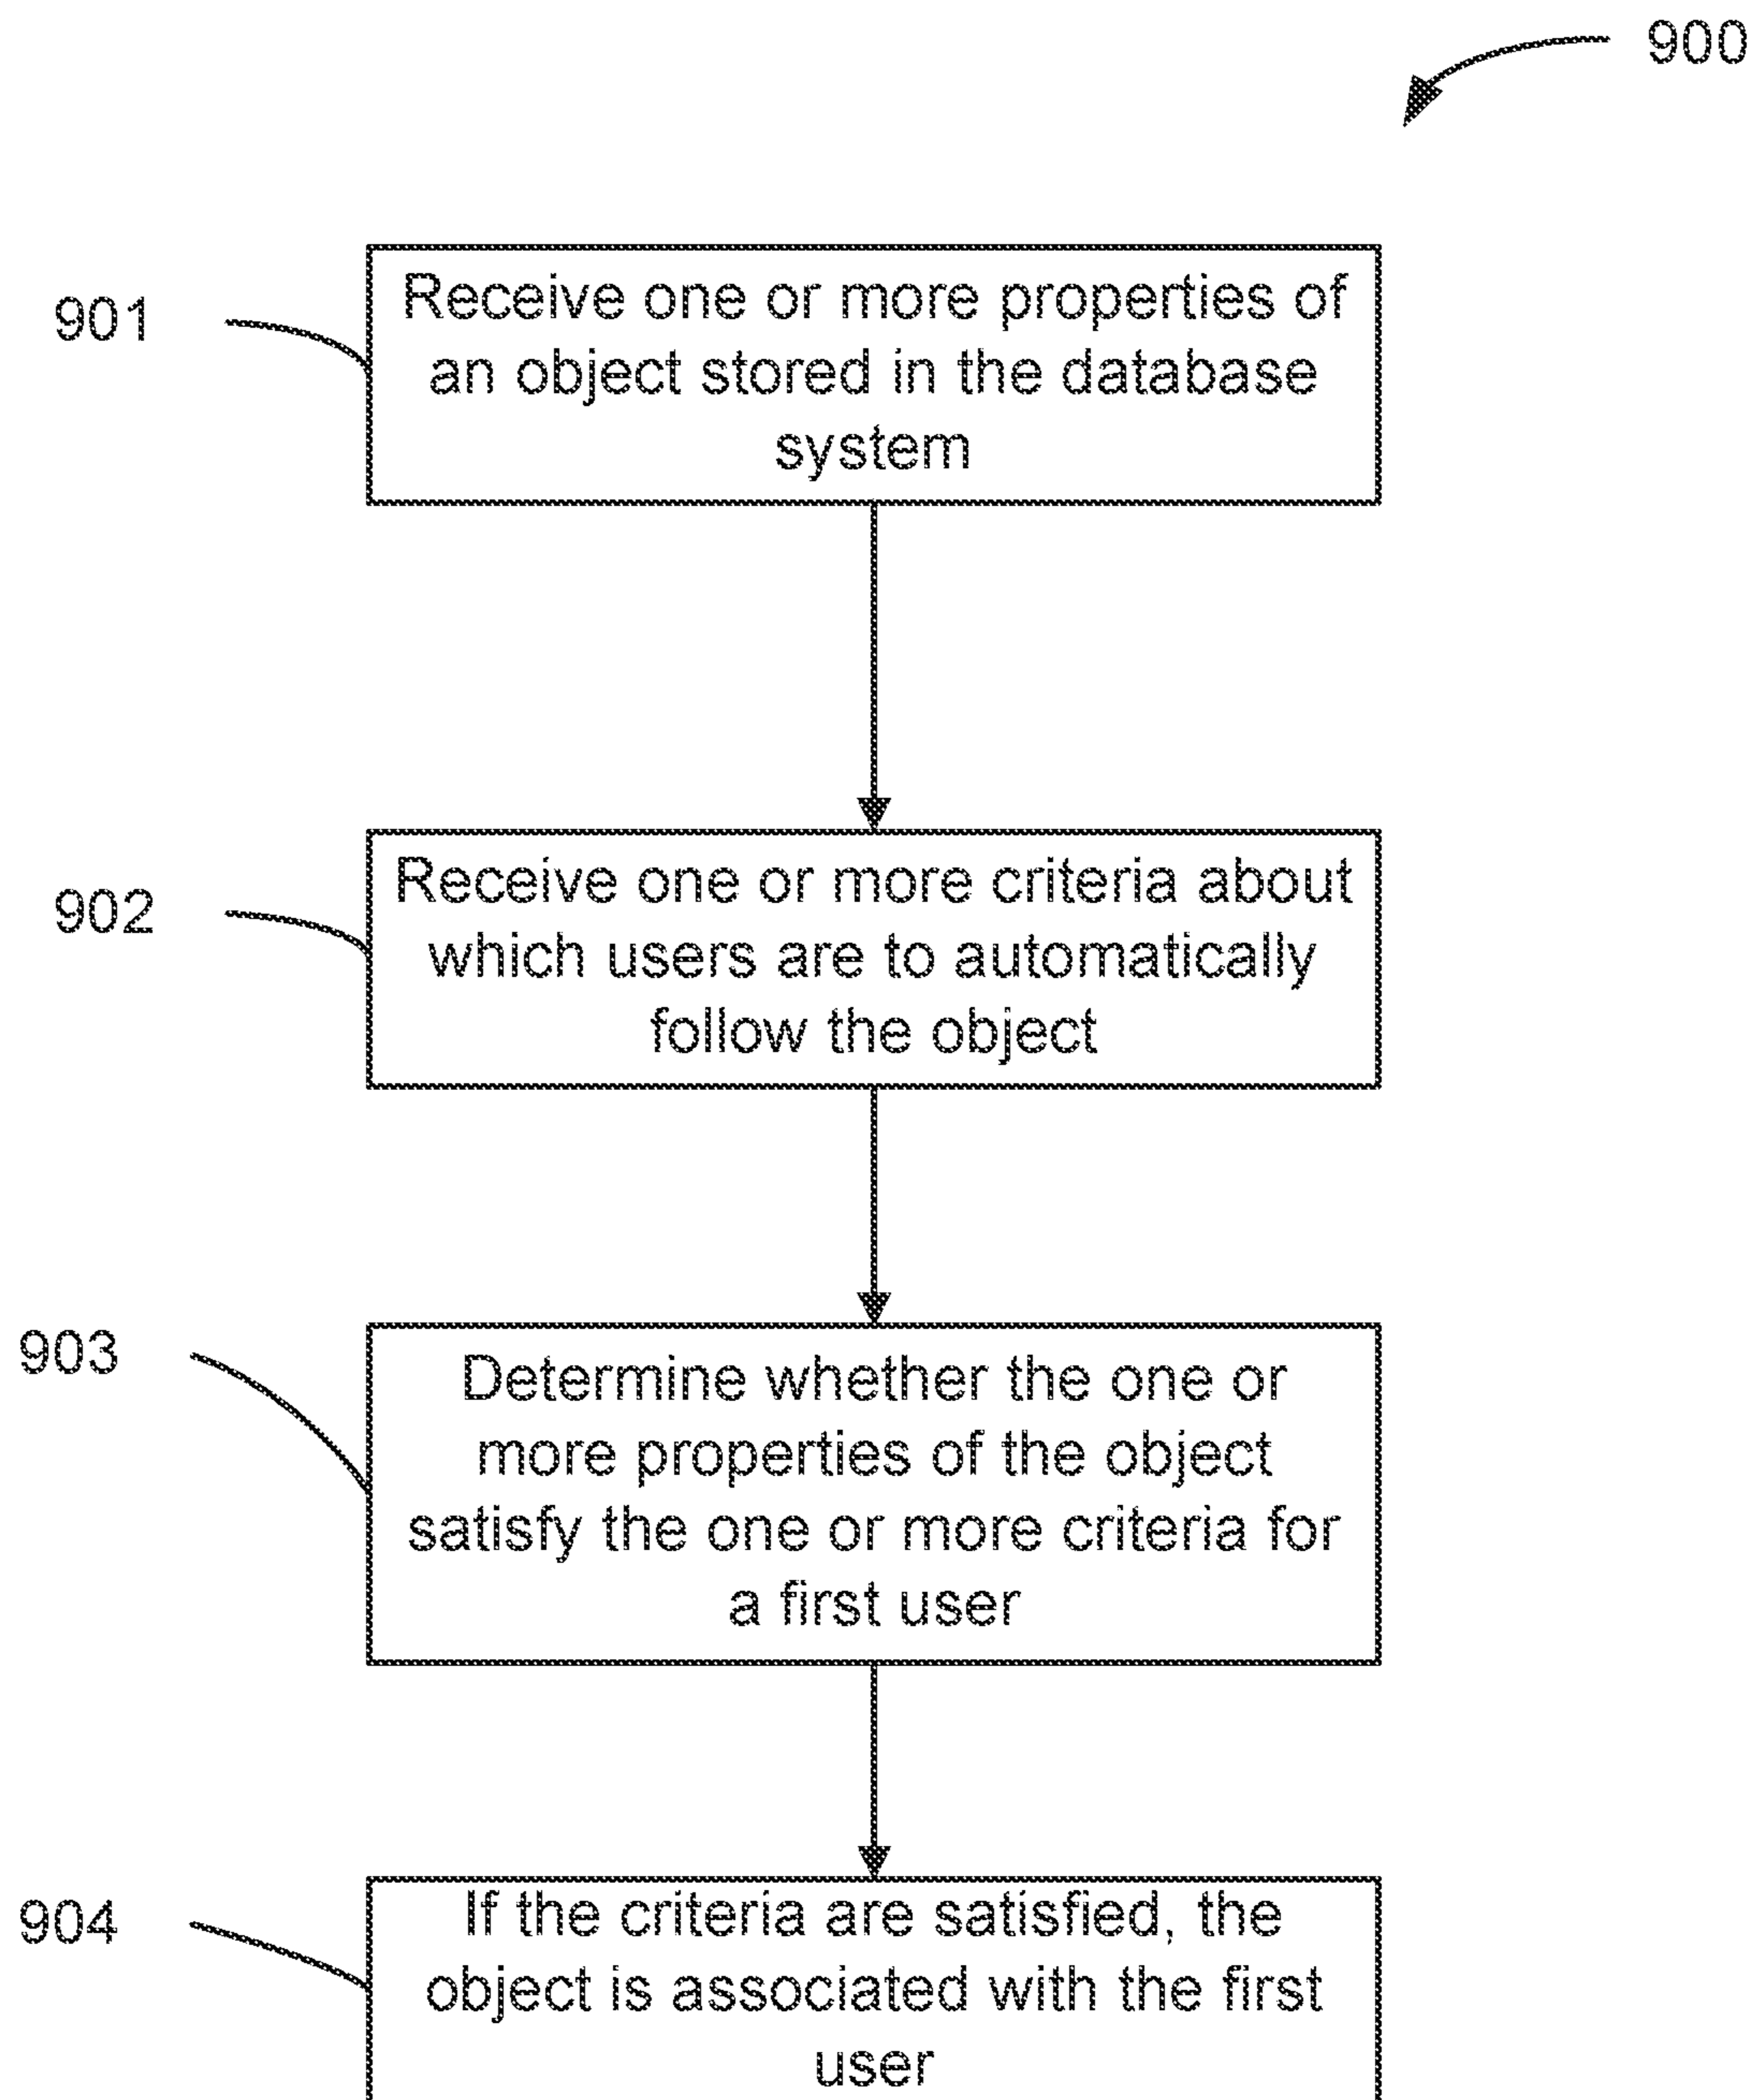 900
901
Receive one or more properties of
an object stored in the database
system
902
Receive one or more criteria about
which users are to automatically
follow the object
903
Determine whether the one or
more properties of the object
satisfy the one or more criteria for
a first user
904
If the criteria are satisfied, the
object is associated with the first
user